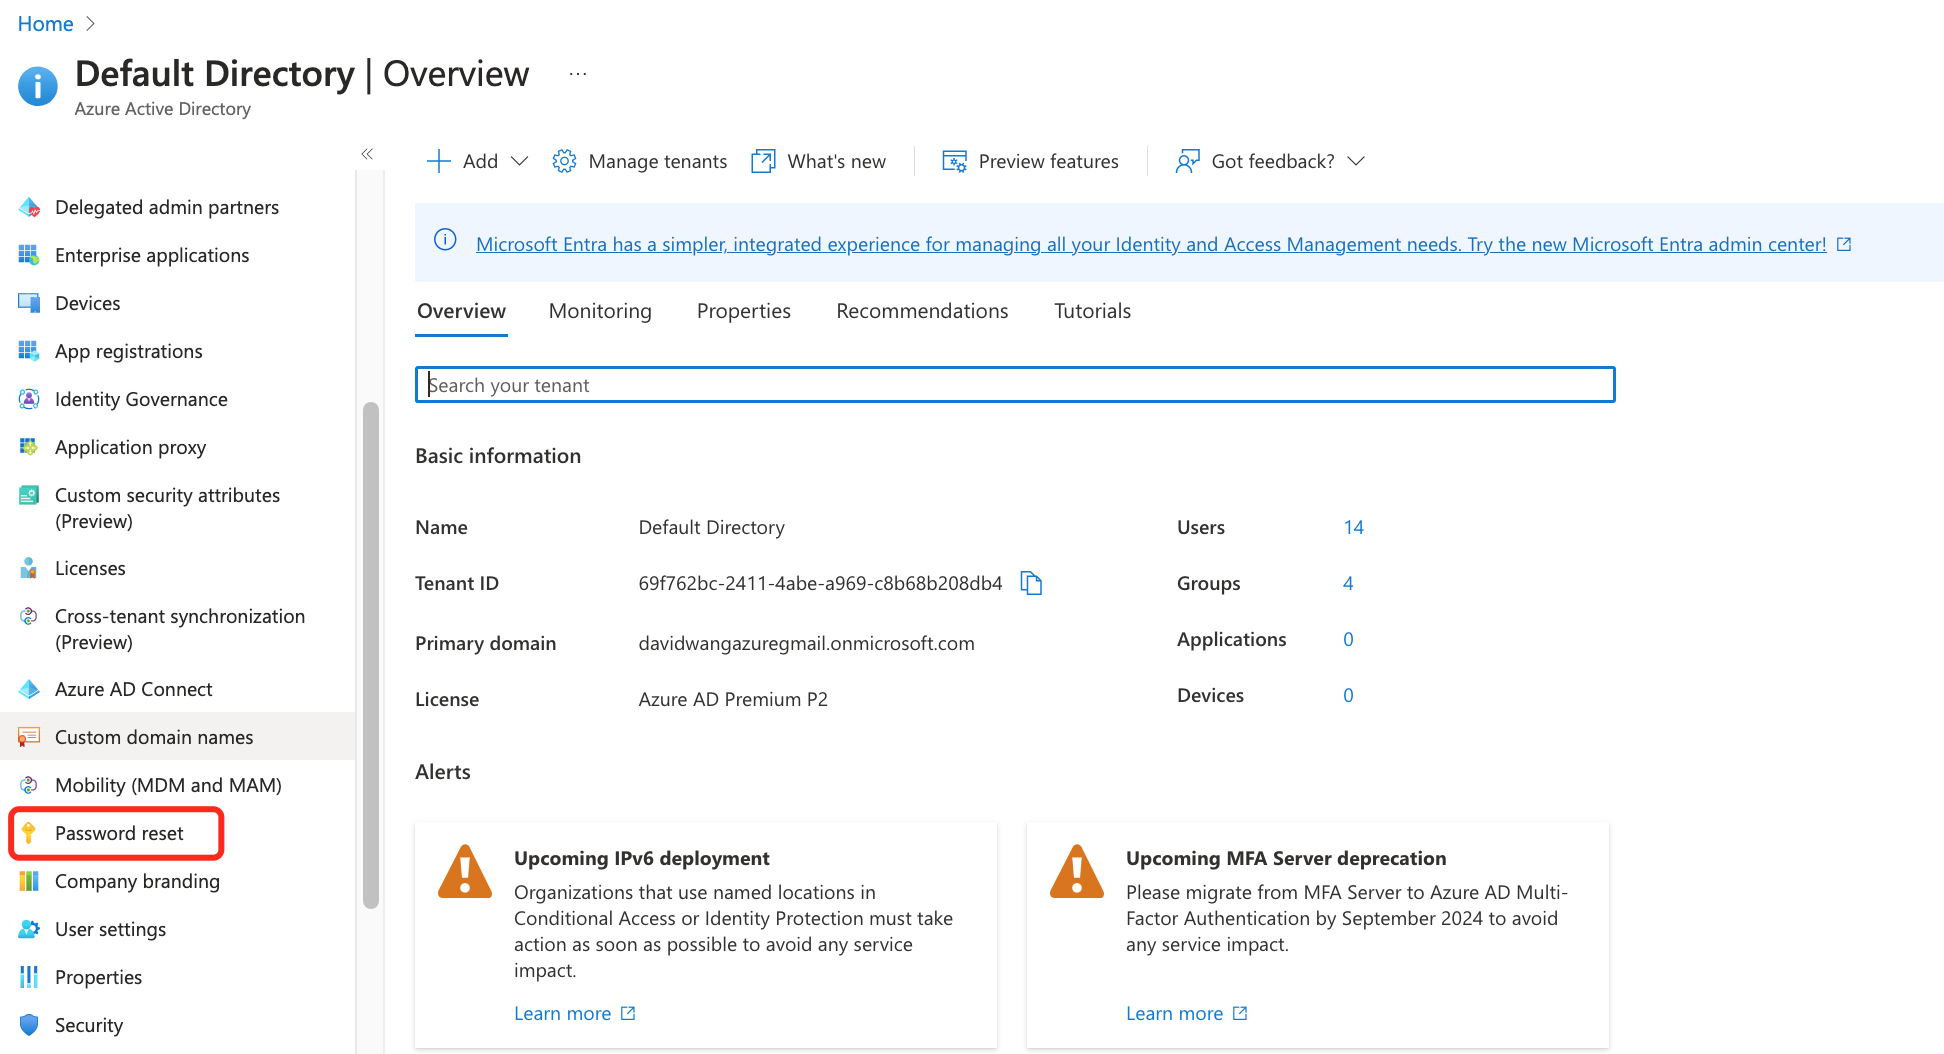 Home
Default Directory | Overview ...
Azure Active Directory
Delegated admin partners
Enterprise applications
Devices
App registrations
Identity Governance
Application proxy
Custom security attributes
(Preview)
Licenses
Cross-tenant synchronization
(Preview)
Azure AD Connect
Custom domain names
Mobility (MDM and MAM)
Password reset
Company branding
User settings
Properties
Security
Add
Manage tenants
What's new
Preview features
Got feedback?
Microsoft Entra has a simpler, integrated experience for managing all your Identity and Access Management needs. Try the new Microsoft Entra admin center!
Overview
Monitoring
Properties
Recommendations
Tutorials
Search your tenant
Basic information
Name Default Directory
Tenant ID 69f762bc-2411-4abe-a969-c8b68b208db4
Primary domain davidwangazuregmail.onmicrosoft.com
License Azure AD Premium P2
Users 14
Groups 4
Applications 0
Devices 0
Alerts
Upcoming IPv6 deployment
Organizations that use named locations in
Conditional Access or Identity Protection must take
action as soon as possible to avoid any service
impact.
Learn more
Upcoming MFA Server deprecation
Please migrate from MFA Server to Azure AD Multi-
Factor Authentication by September 2024 to avoid
any service impact.
Learn more